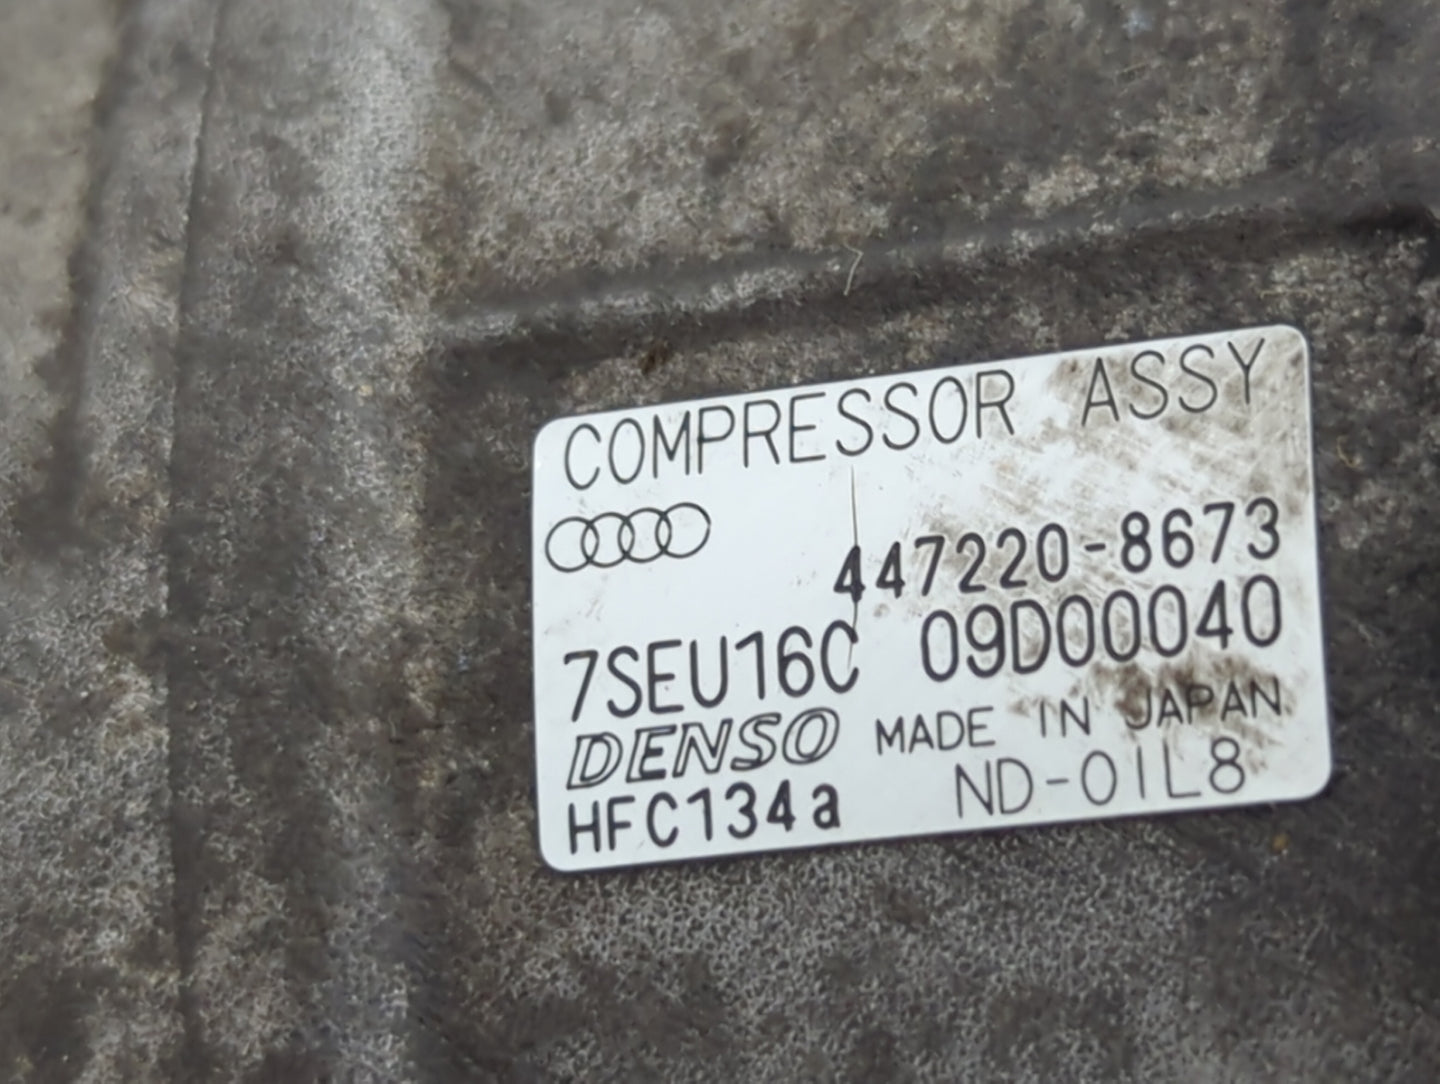 COMPRESSOR ASSY
447220-8673
7SEU16C 09D00040
DENSO MADE IN JAPAN
HFC134a ND-OIL8